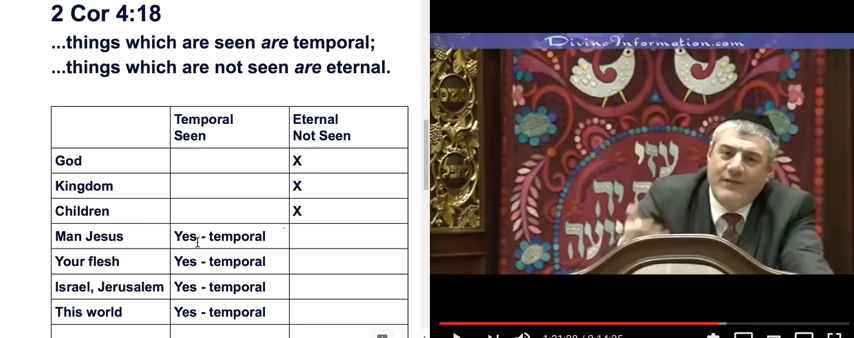 2 Cor 4:18
...things which are seen are temporal;
...things which are not seen are eternal.
Temporal Seen Eternal Not Seen
God X
Kingdom X
Children X
Man Jesus Yes - temporal
Your flesh Yes - temporal
Israel, Jerusalem Yes - temporal
This world Yes - temporal
DivineInformation.com
עזי